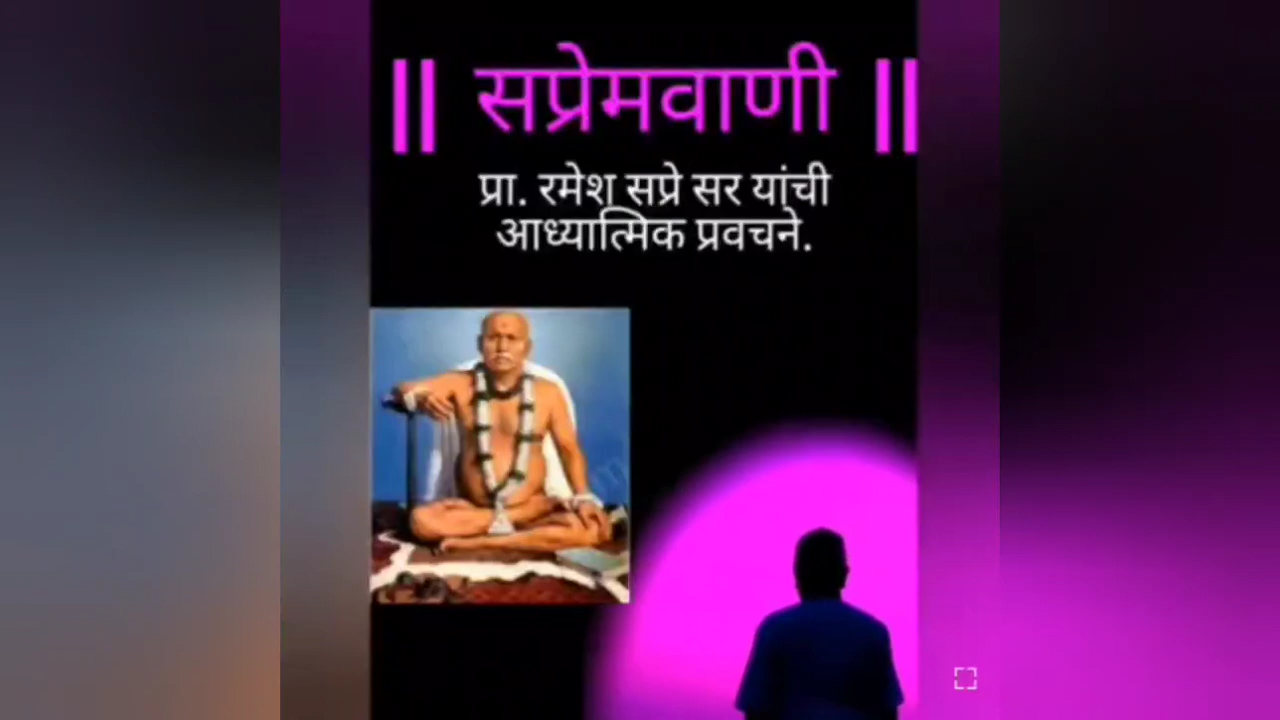 || सप्रेमवाणी ||
प्रा. रमेश सप्रे सर यांची
आध्यात्मिक प्रवचने.